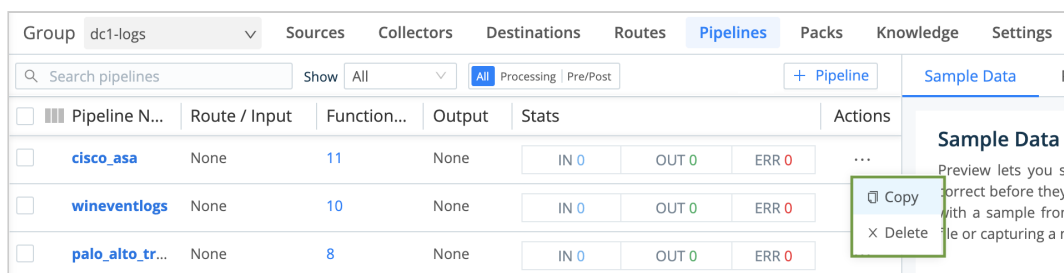 Group dc1-logs Sources Collectors Destinations Routes Pipelines Packs Knowledge Settings
Search pipelines Show All All Processing Pre/Post + Pipeline Sample Data
Pipeline N... Route / Input Function... Output Stats Actions
Sample Data
cisco_asa None 11 None IN 0 OUT 0 ERR 0 ...
Preview lets you
Copy
correct before they
wineventlogs None 10 None IN 0 OUT 0 ERR 0
with a sample from
Delete
file or capturing a
palo_alto_tr... None 8 None IN 0 OUT 0 ERR 0